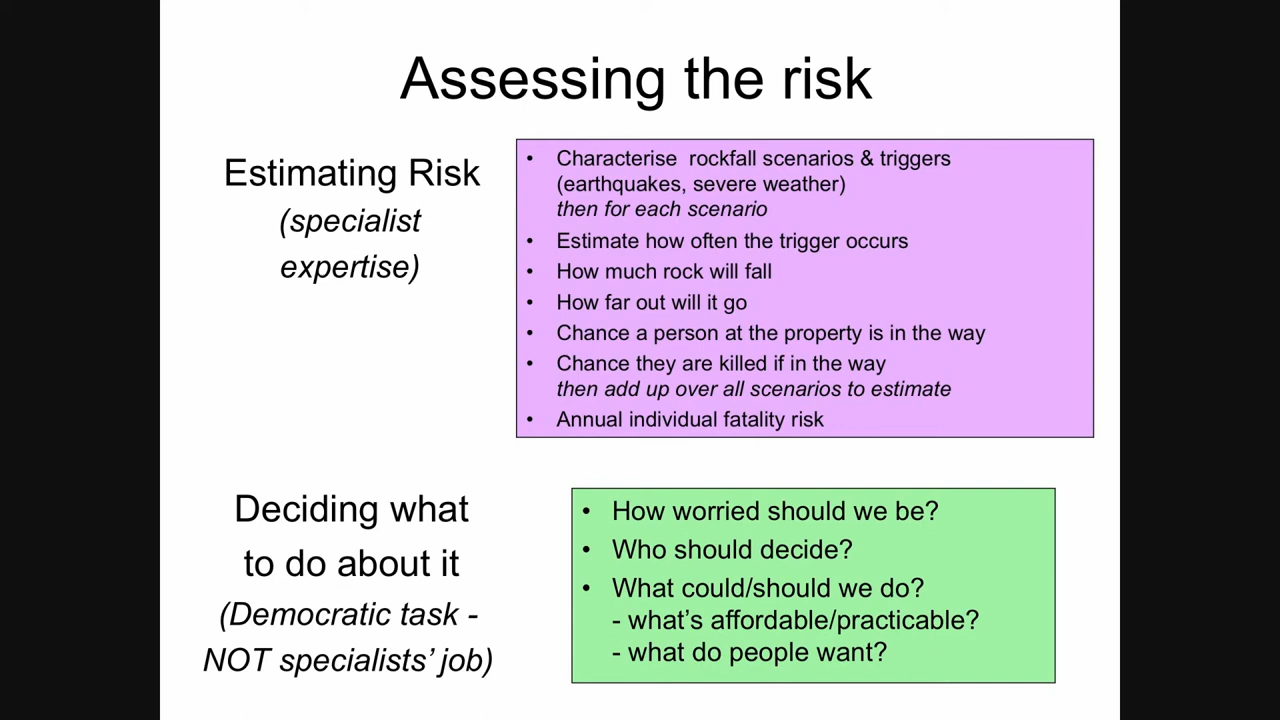 Assessing the risk
Estimating Risk
(specialist
expertise)
• Characterise rockfall scenarios & triggers
(earthquakes, severe weather)
then for each scenario
• Estimate how often the trigger occurs
• How much rock will fall
• How far out will it go
• Chance a person at the property is in the way
• Chance they are killed if in the way
then add up over all scenarios to estimate
• Annual individual fatality risk
Deciding what
to do about it
(Democratic task -
NOT specialists’ job)
• How worried should we be?
• Who should decide?
• What could/should we do?
- what’s affordable/practicable?
- what do people want?